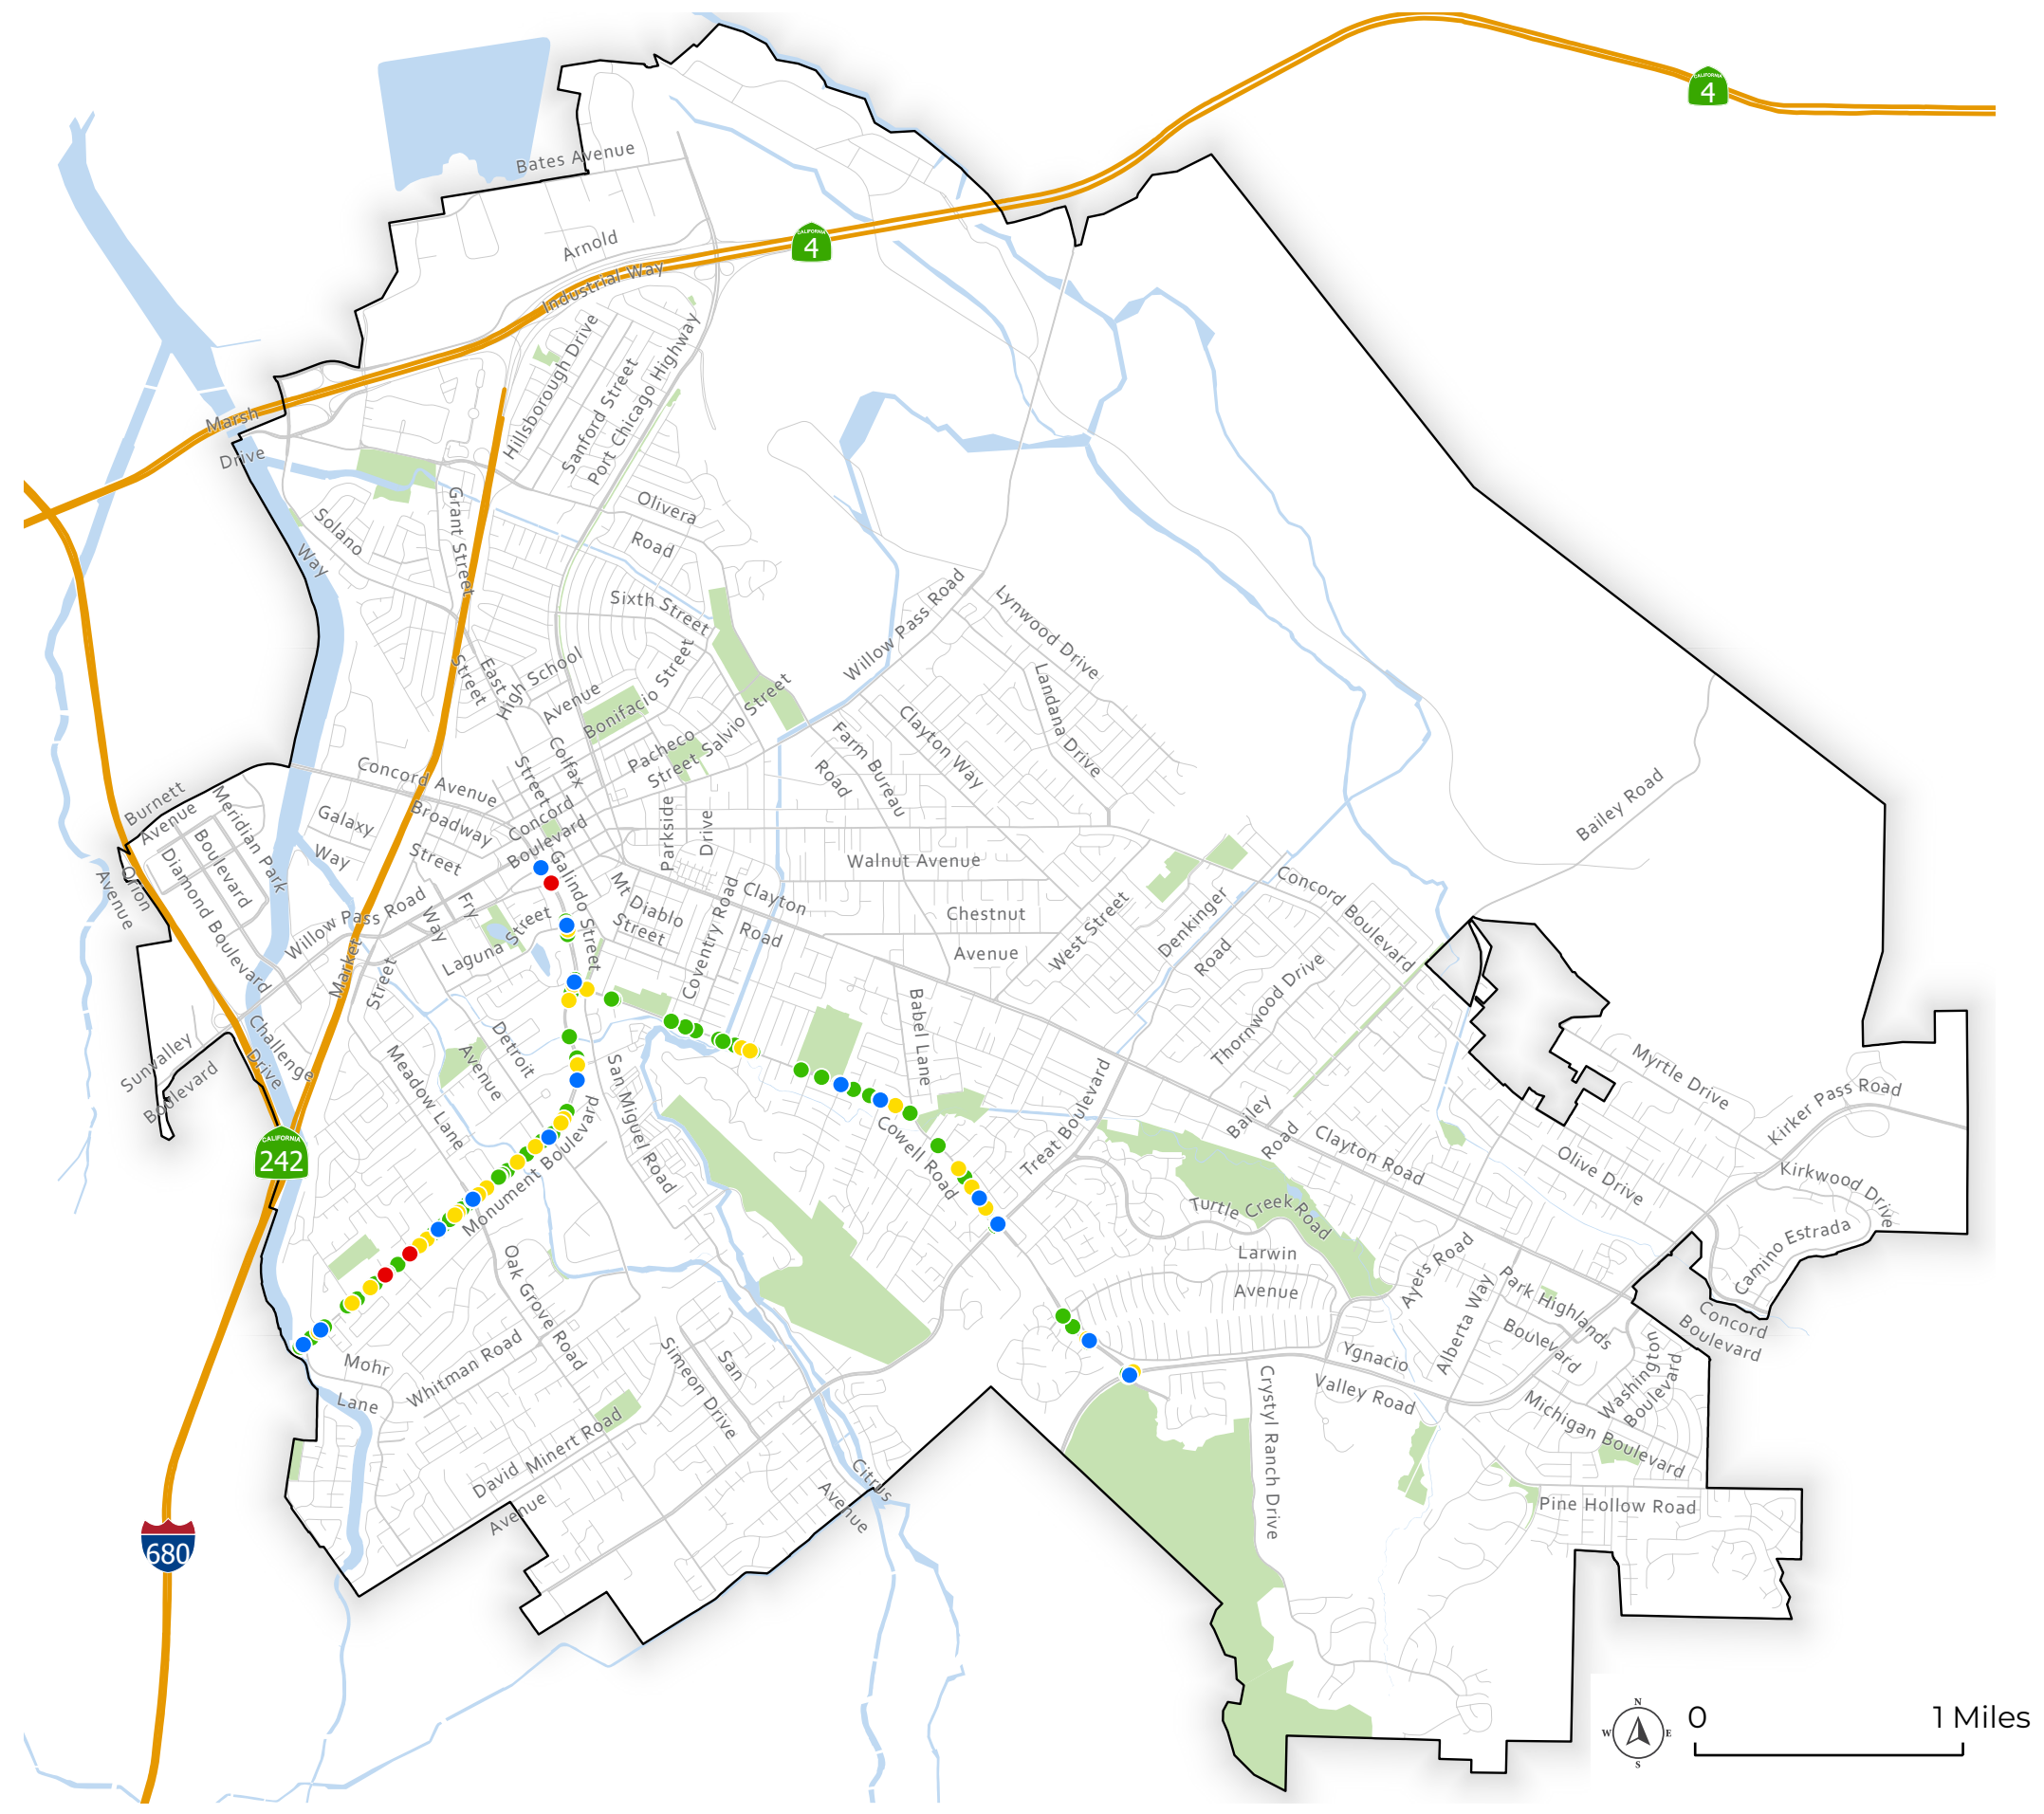 CALIFORNIA
4
CALIFORNIA
4
Bates Avenue
Arnold
Industrial Way
Hillsborough Drive
Sanford Street
Port Chicago Highway
Marsh
Drive
Solano
Way
Grant Street
Olivera
Road
Sixth Street
Willow Pass Road
Lynwood Drive
Landana Drive
Street
East
High School
Avenue
Bonifacio Street
Pacheco
Street
Salvio Street
Colfax
Street
Concord
Boulevard
Farm Bureau
Road
Clayton Way
Concord Avenue
Broadway
Street
Galaxy
Way
Burnett
Avenue
Meridian Park
Boulevard
Diamond Boulevard
Orion
Avenue
Bailey Road
Parkside
Drive
Walnut Avenue
Galindo Street
Mt Diablo
Street
Coventry Road
Clayton
Road
Chestnut
Avenue
West Street
Denkinger
Road
Concord Boulevard
Thornwood Drive
Fry
Way
Willow Pass Road
Laguna Street
Market
Street
Challenge
Drive
Sunvalley
Boulevard
Meadow Lane
Detroit
Avenue
San Miguel Road
Babel Lane
Cowell Road
Treat Boulevard
Bailey
Road
Clayton Road
Myrtle Drive
Kirker Pass Road
Olive Drive
Kirkwood Drive
Camino Estrada
CALIFORNIA
242
Monument Boulevard
Turtle Creek Road
Larwin
Avenue
Ayers Road
Alberta Way
Park Highlands
Boulevard
Concord
Boulevard
Washington
Boulevard
Oak Grove Road
Mohr
Lane
Whitman Road
Simeon Drive
San
Ygnacio
Valley Road
Michigan Boulevard
Crystyl Ranch Drive
David
Avenue
Minert Road
Citrus
Avenue
Pine Hollow Road
680
N
W
E
S
0
1 Miles